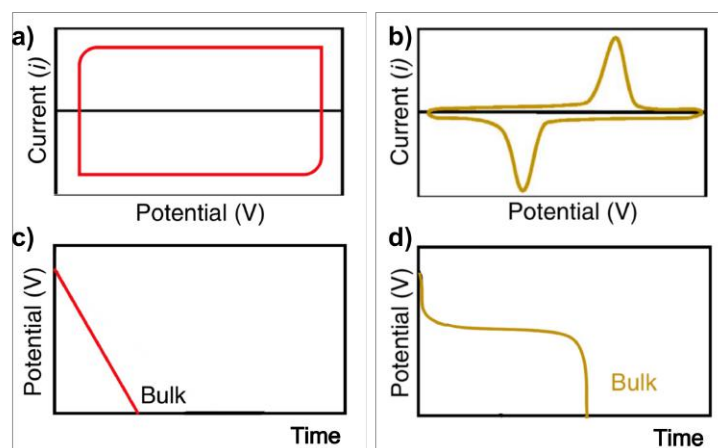 a)
Current (i)
Potential (V)
b)
Current (i)
Potential (V)
c)
Potential (V)
Bulk
Time
d)
Potential (V)
Bulk
Time